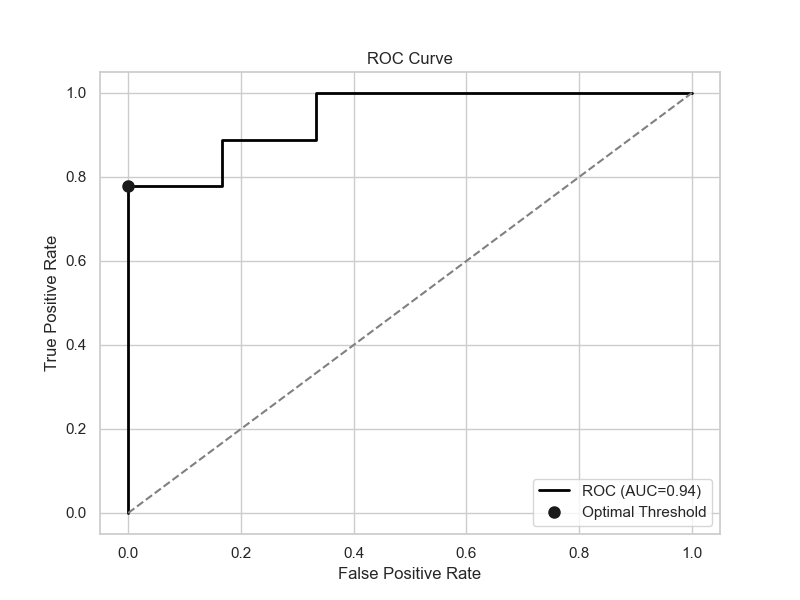 ROC Curve
True Positive Rate
1.0
0.8
0.6
0.4
0.2
0.0
ROC (AUC=0.94)
Optimal Threshold
0.0 0.2 0.4 0.6 0.8 1.0
False Positive Rate